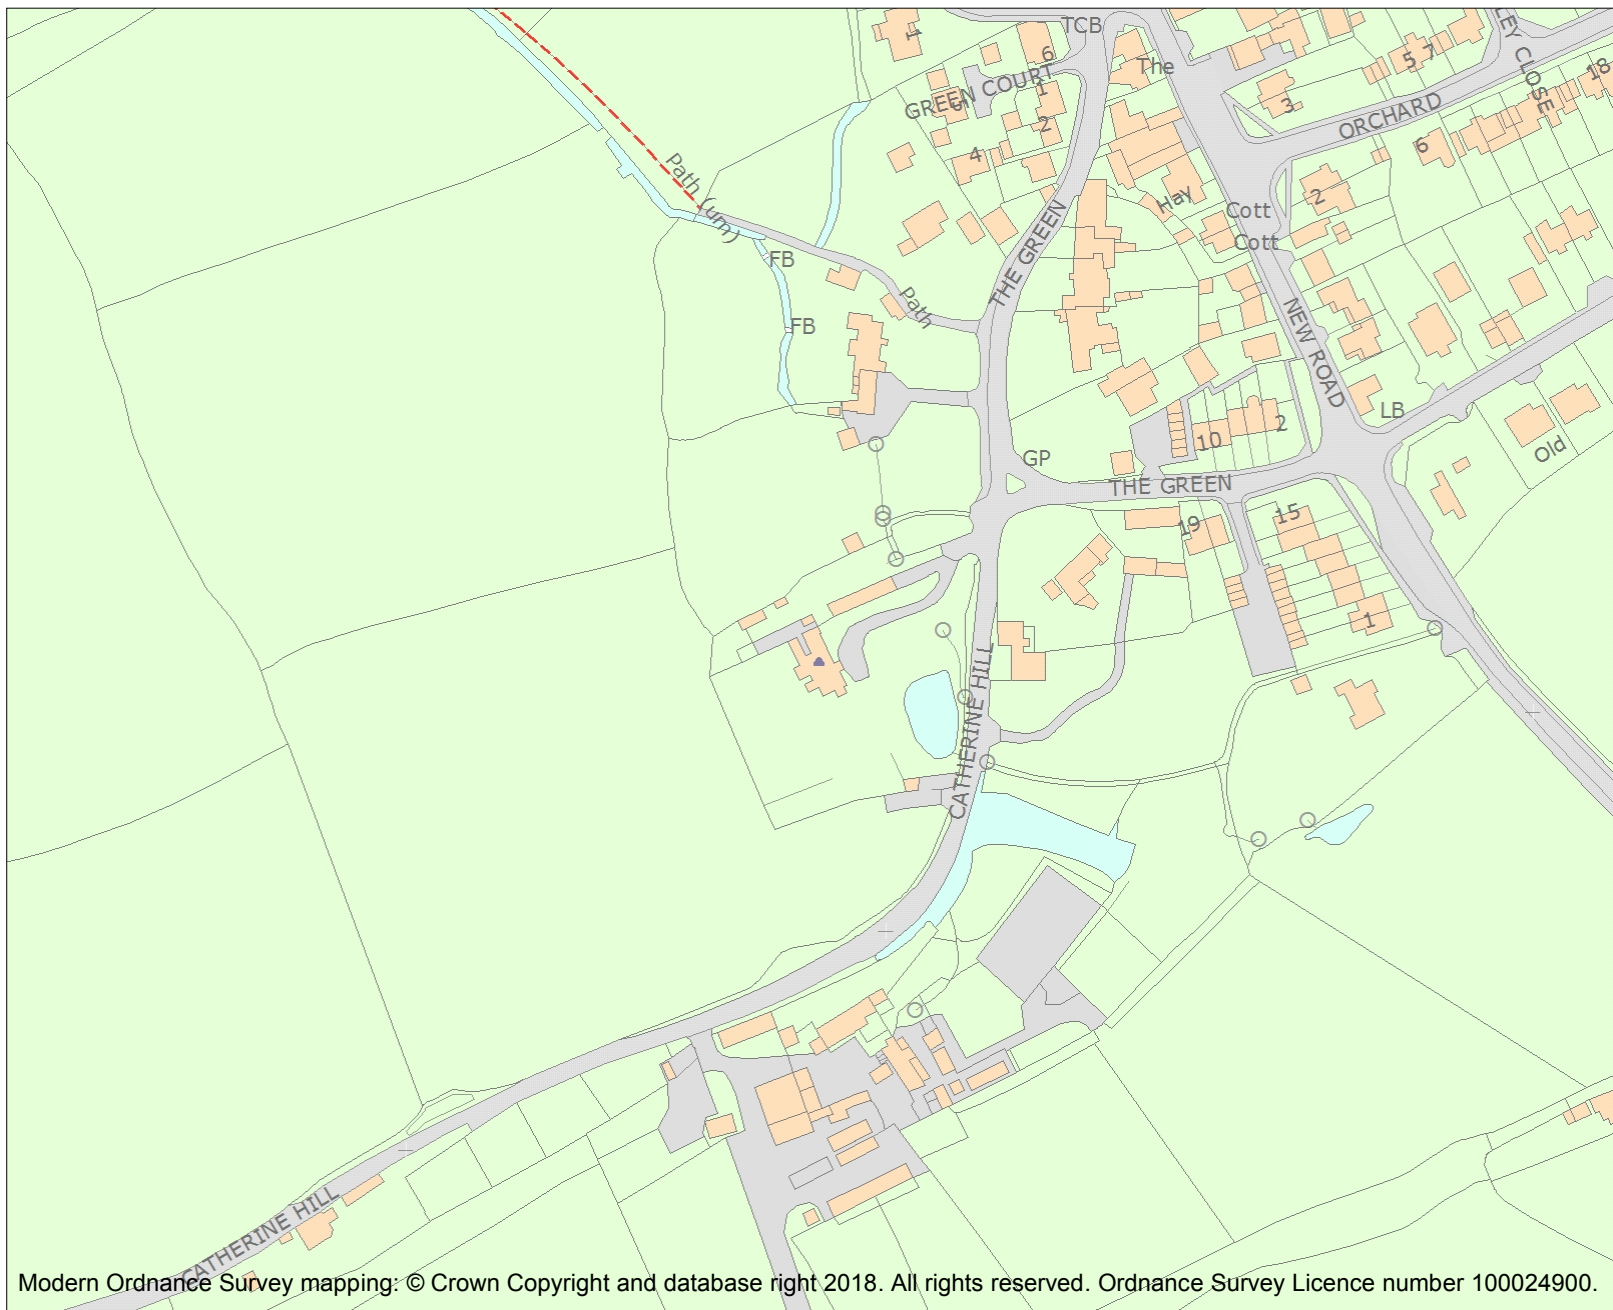 TCB
LEY CLOSE
1
6
The
5 7
18
GREEN COURT
1
3
ORCHARD
5
2
6
4
Path (um)
Hay
2
Cott
Cott
THE GREEN
FB
Path
FB
NEW ROAD
LB
2
10
Old
GP
THE GREEN
19
15
1
CATHERINE HILL
CATHERINE HILL
Modern Ordnance Survey mapping: © Crown Copyright and database right 2018. All rights reserved. Ordnance Survey Licence number 100024900.